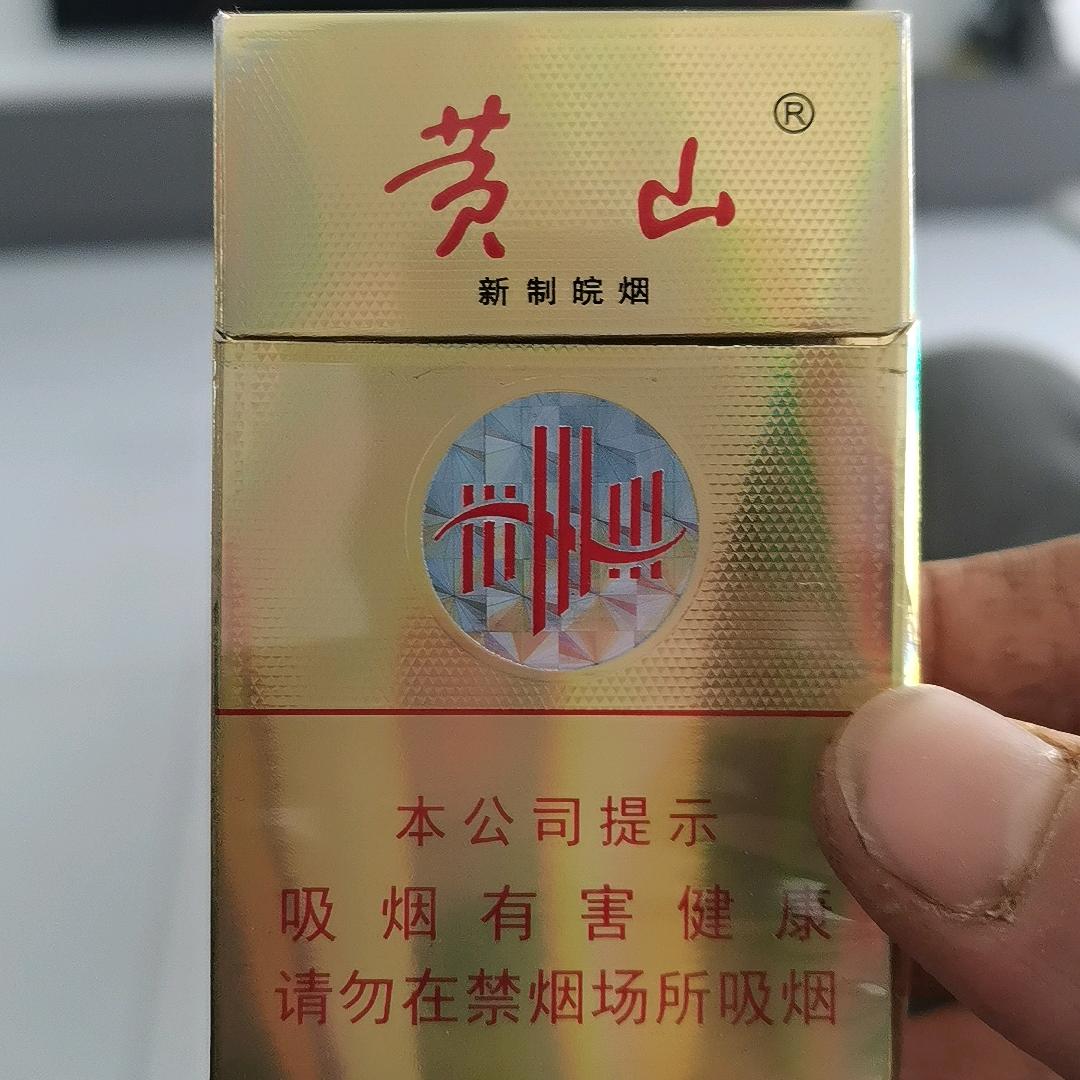 黄山®
新制皖烟
本公司提示
吸烟有害健康
请勿在禁烟场所吸烟